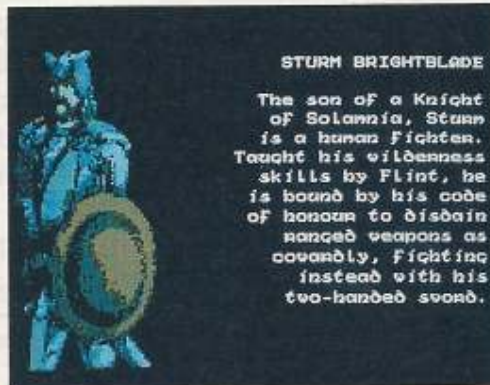 STURM BRIGHTBLADE
The son of a Knight
of Solamnia, Sturm
is a human fighter.
Taught his wilderness
skills by Flint, he
is bound by his code
of honour to disdain
ranged weapons as
cowardly, fighting
instead with his
two-handed sword.